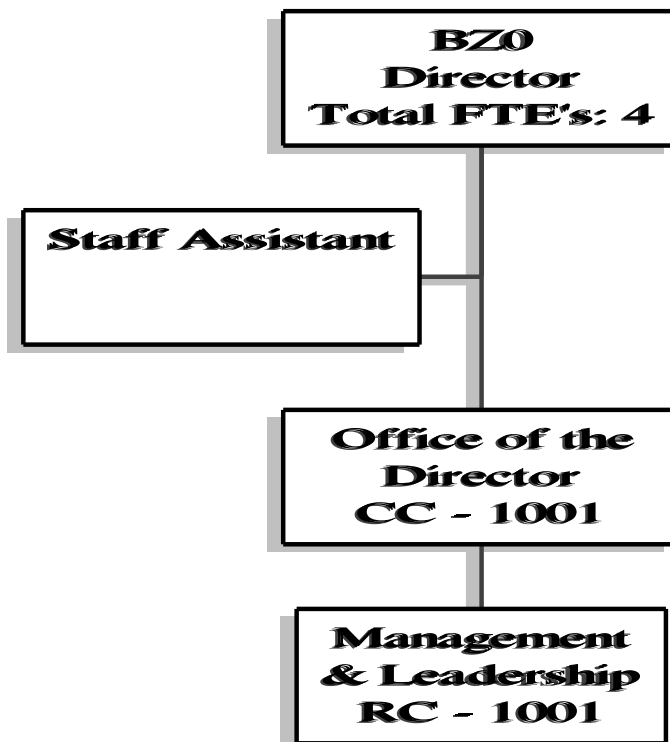 BZ0
Director
Total FTE's: 4
Staff Assistant
Office of the
Director
CC - 1001
Management
& Leadership
RC - 1001